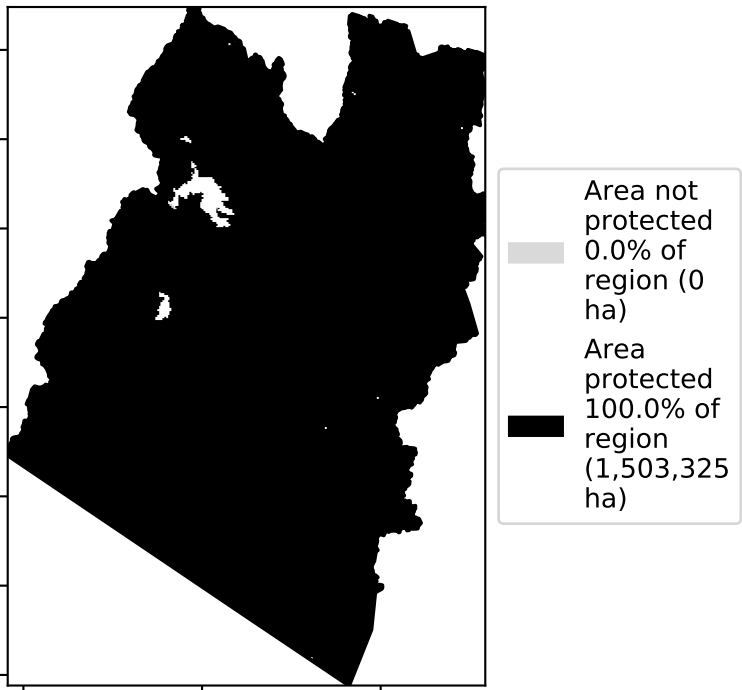 Area not
protected
0.0% of
region (0
ha)
Area
protected
100.0% of
region
(1,503,325
ha)